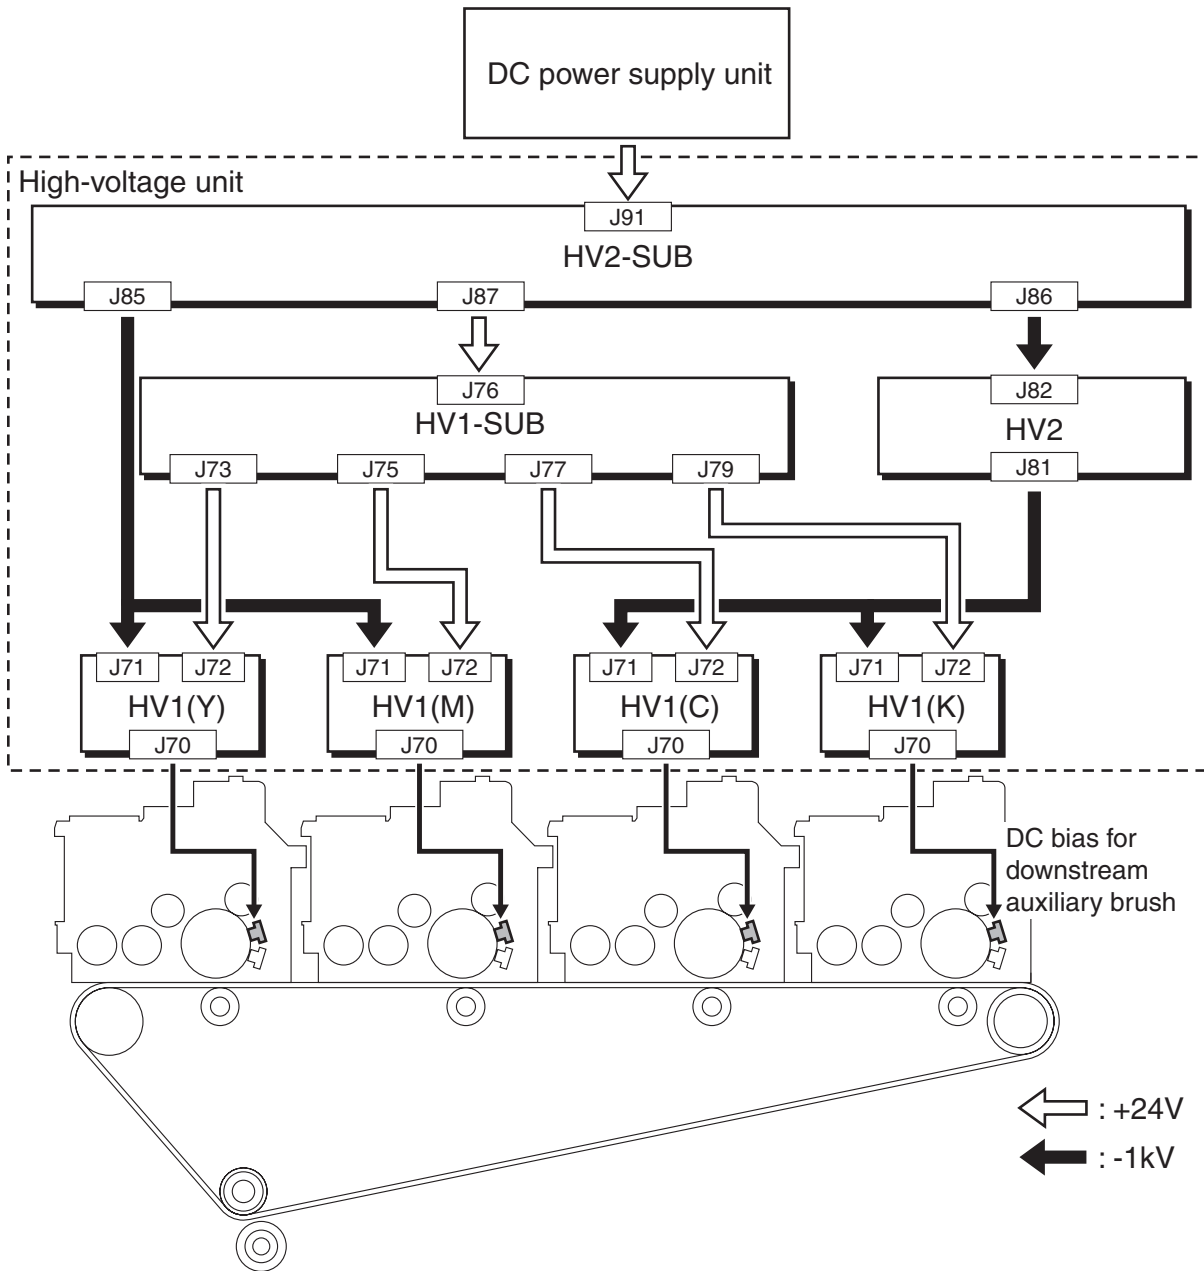 DC power supply unit
High-voltage unit
J91
HV2-SUB
J85
J87
J86
J76
HV1-SUB
J73
J75
J77
J79
J82
HV2
J81
J71
J72
HV1(Y)
J70
J71
J72
HV1(M)
J70
J71
J72
HV1(C)
J70
J71
J72
HV1(K)
J70
DC bias for
downstream
auxiliary brush
: +24V
: -1kV